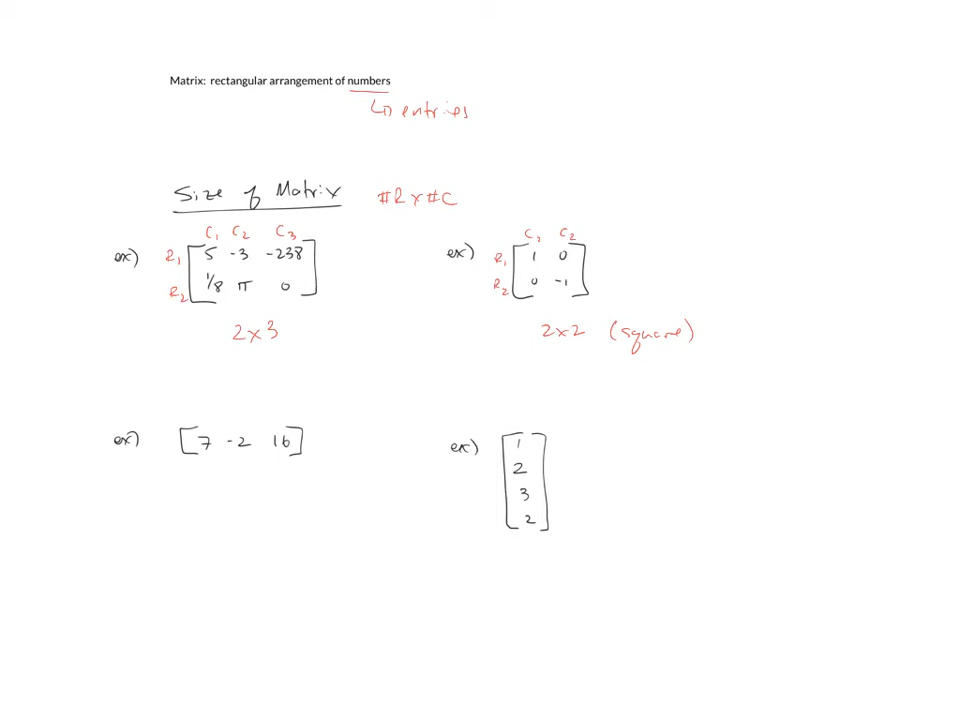 Matrix: rectangular arrangement of numbers
↳ entries
Size of Matrix #R x #C
C1 C2 C3
ex) R1 [ 5 -3 -238
R2 1/8 π 0 ]
2x3
C1 C2
ex) R1 [ 1 0
R2 0 -1 ]
2x2 (square)
ex) [7 -2 16]
ex) [ 1
2
3
2 ]